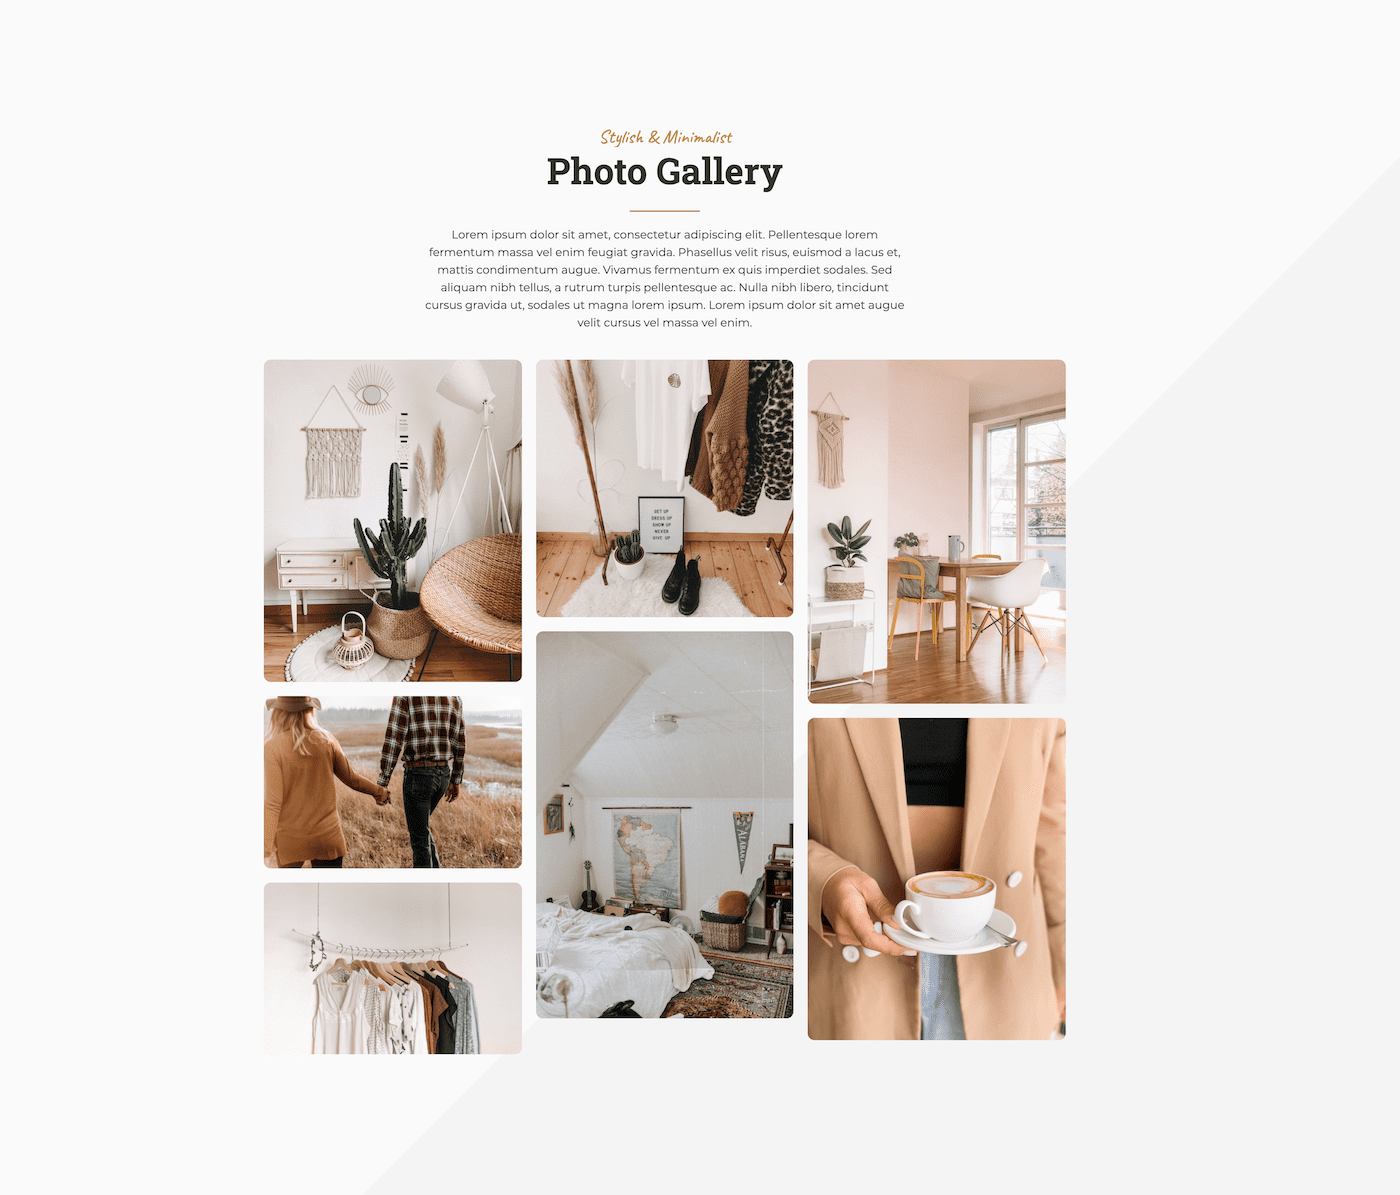 Stylish & Minimalist
Photo Gallery
Lorem ipsum dolor sit amet, consectetur adipiscing elit. Pellentesque lorem
fermentum massa vel enim feugiat gravida. Phasellus velit risus, euismod a lacus et,
mattis condimentum augue. Vivamus fermentum ex quis imperdiet sodales. Sed
aliquam nibh tellus, a rutrum turpis pellentesque ac. Nulla nibh libero, tincidunt
cursus gravida ut, sodales ut magna lorem ipsum. Lorem ipsum dolor sit amet augue
velit cursus vel massa vel enim.
GET UP
DRESS UP
SHOW UP
NEVER
GIVE UP
ALABAMA